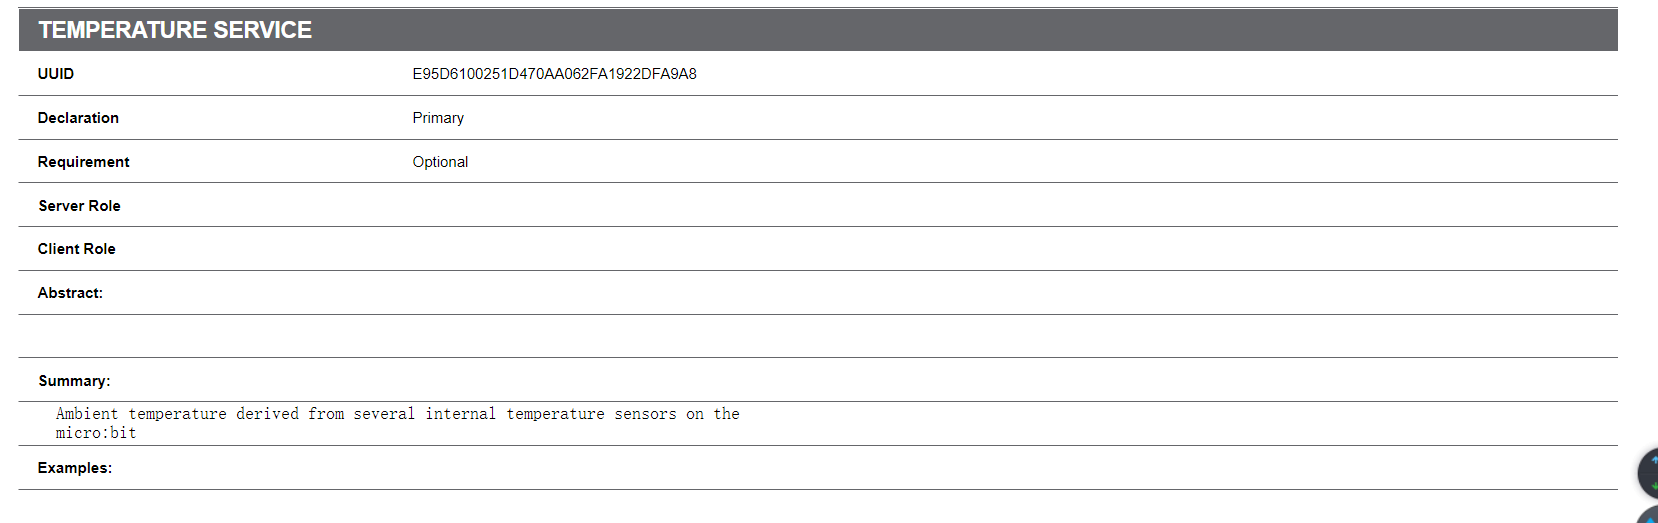 TEMPERATURE SERVICE
UUID E95D6100251D470AA062FA1922DFA9A8
Declaration Primary
Requirement Optional
Server Role
Client Role
Abstract:
Summary:
Ambient temperature derived from several internal temperature sensors on the
micro:bit
Examples: